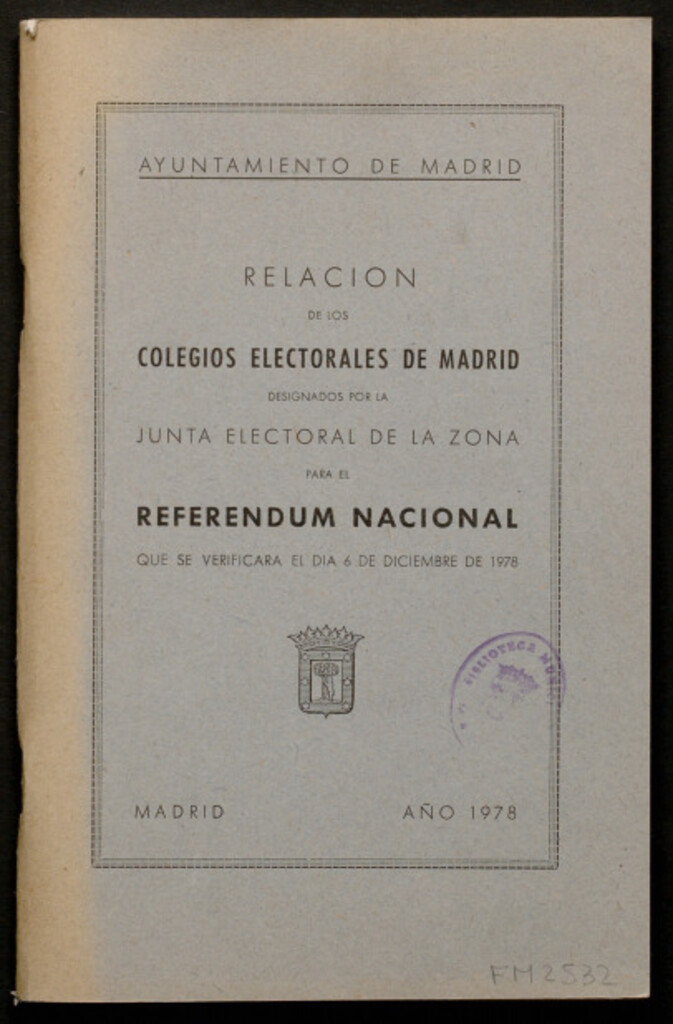 AYUNTAMIENTO DE MADRID
RELACION
DE LOS
COLEGIOS ELECTORALES DE MADRID
DESIGNADOS POR LA
JUNTA ELECTORAL DE LA ZONA
PARA EL
REFERENDUM NACIONAL
QUE SE VERIFICARA EL DIA 6 DE DICIEMBRE DE 1978
BIBLIOTECA
MADRID AÑO 1978
FM2532